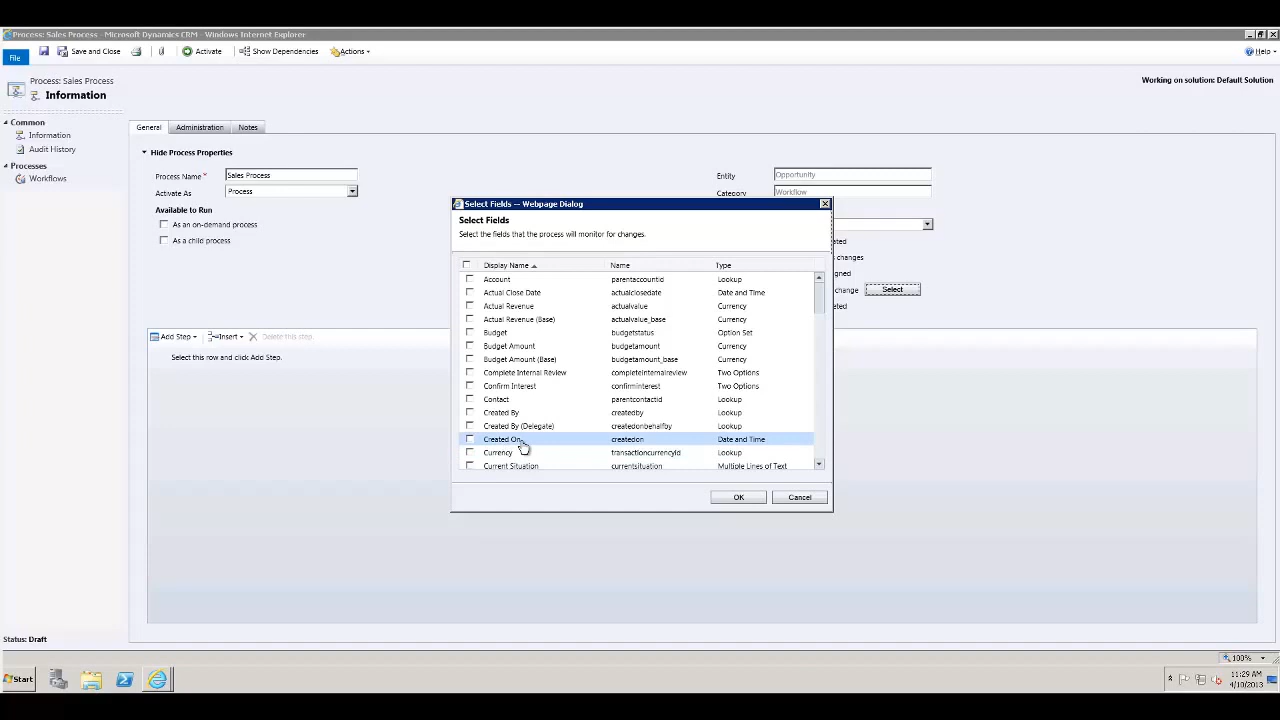 Process: Sales Process - Microsoft Dynamics CRM - Windows Internet Explorer
File Save and Close Activate Show Dependencies Actions Help
Process: Sales Process
Information
Working on solution: Default Solution
Common
Information
Audit History
Processes
Workflows
General Administration Notes
Hide Process Properties
Process Name * Sales Process
Activate As Process
Available to Run
As an on-demand process
As a child process
Entity Opportunity
Category Workflow
Select
Add Step Insert Delete this step.
Select this row and click Add Step.
Select Fields -- Webpage Dialog
Select Fields
Select the fields that the process will monitor for changes.
Display Name Name Type
Account parentaccountid Lookup
Actual Close Date actualclosedate Date and Time
Actual Revenue actualvalue Currency
Actual Revenue (Base) actualvalue_base Currency
Budget budgetstatus Option Set
Budget Amount budgetamount Currency
Budget Amount (Base) budgetamount_base Currency
Complete Internal Review completeinternalreview Two Options
Confirm Interest confirminterest Two Options
Contact parentcontactid Lookup
Created By createdby Lookup
Created By (Delegate) createdonbehalfby Lookup
Created On createdon Date and Time
Currency transactioncurrencyid Lookup
Current Situation currentsituation Multiple Lines of Text
OK Cancel
Status: Draft
100%
Start
11:29 AM
4/10/2013